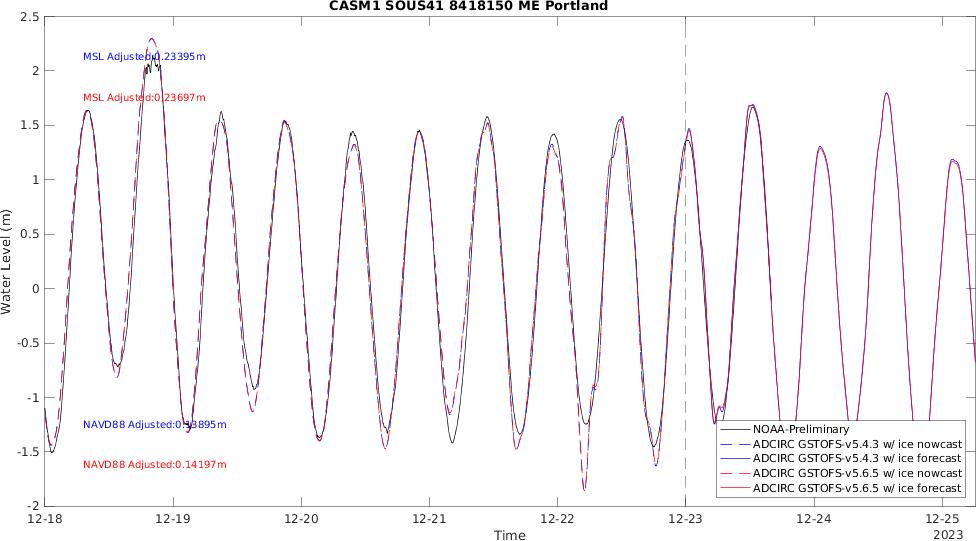 CASM1 SOUS41 8418150 ME Portland
2.5
2
1.5
1
0.5
0
-0.5
-1
-1.5
-2
Water Level (m)
MSL Adjusted:0.23395m
MSL Adjusted:0.23697m
NAVD88 Adjusted:0.13895m
NAVD88 Adjusted:0.14197m
NOAA-Preliminary
ADCIRC GSTOFS-v5.4.3 w/ ice nowcast
ADCIRC GSTOFS-v5.4.3 w/ ice forecast
ADCIRC GSTOFS-v5.6.5 w/ ice nowcast
ADCIRC GSTOFS-v5.6.5 w/ ice forecast
12-18
12-19
12-20
12-21
12-22
12-23
12-24
12-25
Time
2023